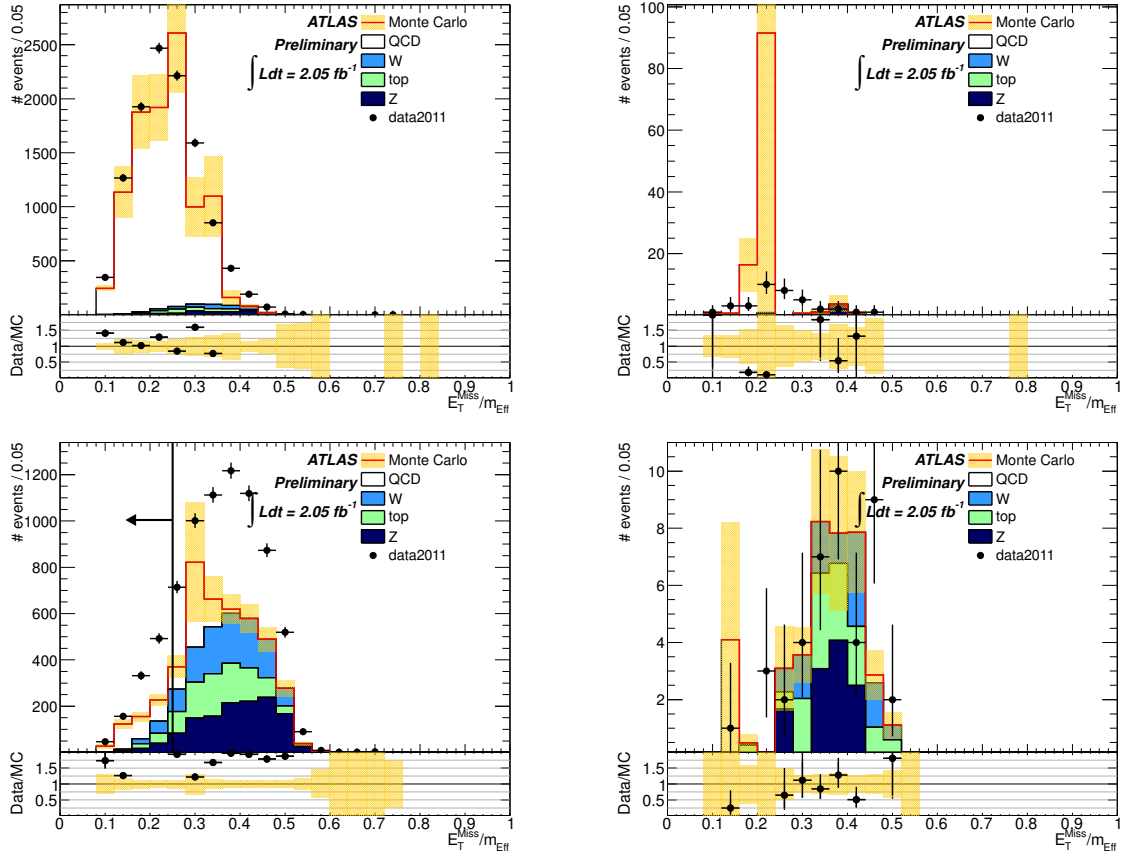 # events / 0.05
2500
2000
1500
1000
500
ATLAS
Preliminary
∫ Ldt = 2.05 fb⁻¹
Monte Carlo
QCD
W
top
Z
data2011
Data/MC
1.5
1
0.5
0 0.1 0.2 0.3 0.4 0.5 0.6 0.7 0.8 0.9 1
E_T^Miss/m_Eff
# events / 0.05
100
80
60
40
20
ATLAS
Preliminary
∫ Ldt = 2.05 fb⁻¹
Monte Carlo
QCD
W
top
Z
data2011
Data/MC
1.5
1
0.5
0 0.1 0.2 0.3 0.4 0.5 0.6 0.7 0.8 0.9 1
E_T^Miss/m_Eff
# events / 0.05
1200
1000
800
600
400
200
ATLAS
Preliminary
∫ Ldt = 2.05 fb⁻¹
Monte Carlo
QCD
W
top
Z
data2011
Data/MC
1.5
1
0.5
0 0.1 0.2 0.3 0.4 0.5 0.6 0.7 0.8 0.9 1
E_T^Miss/m_Eff
# events / 0.05
10
8
6
4
2
ATLAS
Preliminary
∫ Ldt = 2.05 fb⁻¹
Monte Carlo
QCD
W
top
Z
data2011
Data/MC
1.5
1
0.5
0 0.1 0.2 0.3 0.4 0.5 0.6 0.7 0.8 0.9 1
E_T^Miss/m_Eff